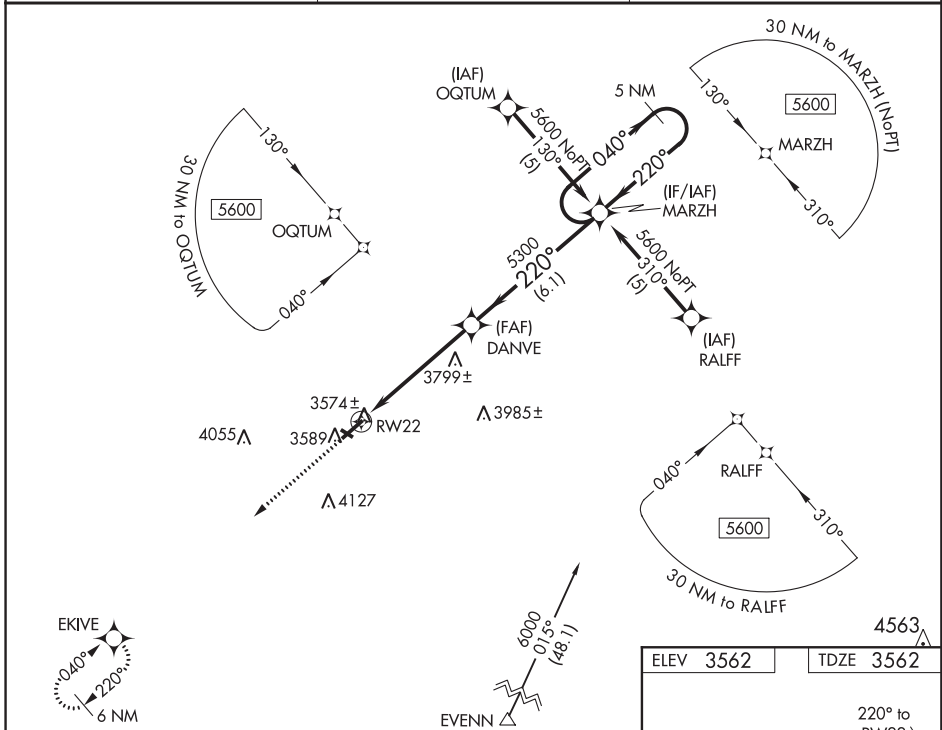 30 NM to MARZH (NoPT)
130°
5600
MARZH
310°
(IAF)
OQTUM
5600 NoPT
130°
(5)
5 NM
040°
220°
(IF/IAF)
MARZH
30 NM to OQTUM
130°
5600
OQTUM
040°
5300
220°
(6.1)
5600 NoPT
310°
(5)
(IAF)
RALFF
(FAF)
DANVE
3799±
3574±
RW22
3985±
4055
3589
4127
040°
RALFF
310°
5600
30 NM to RALFF
EKIVE
040°
220°
6 NM
6000
015°
(48.1)
EVENN
4563
ELEV 3562
TDZE 3562
220° to